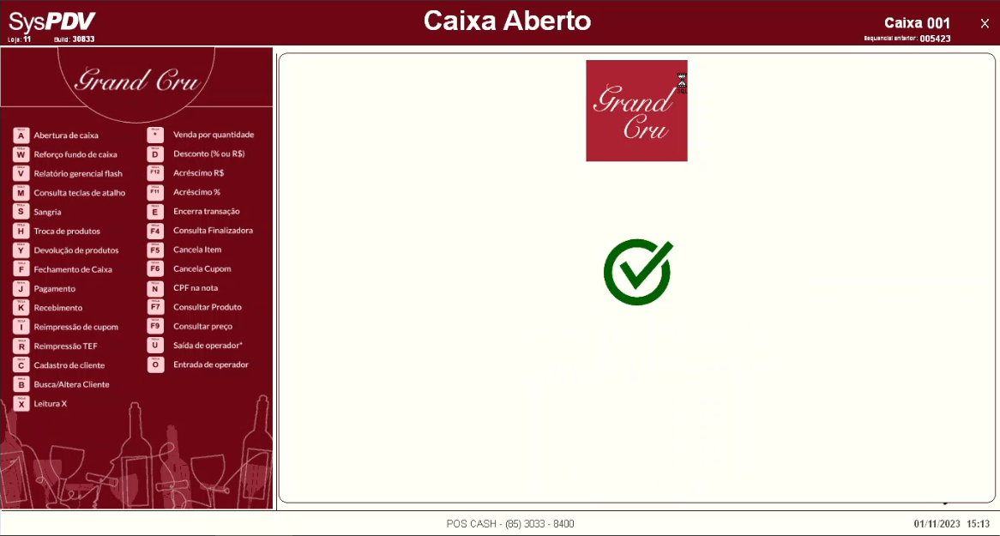 SysPDV
Loja: 11 Build: 30833
Caixa Aberto
Caixa 001
X
Sequencial anterior: 005423
Grand Cru
A Abertura de caixa
W Reforço fundo de caixa
V Relatório gerencial flash
M Consulta teclas de atalho
S Sangria
H Troca de produtos
Y Devolução de produtos
F Fechamento de Caixa
J Pagamento
K Recebimento
I Reimpressão de cupom
R Reimpressão TEF
C Cadastro de cliente
B Busca/Altera Cliente
X Leitura X
* Venda por quantidade
D Desconto (% ou R$)
F12 Acréscimo R$
F11 Acréscimo %
E Encerra transação
F4 Consulta Finalizadora
F5 Cancela Item
F6 Cancela Cupom
N CPF na nota
F7 Consultar Produto
F9 Consultar preço
U Saída de operador*
O Entrada de operador
Grand
Cru
SQL
POS CASH - (85) 3033 - 8400
01/11/2023 15:13